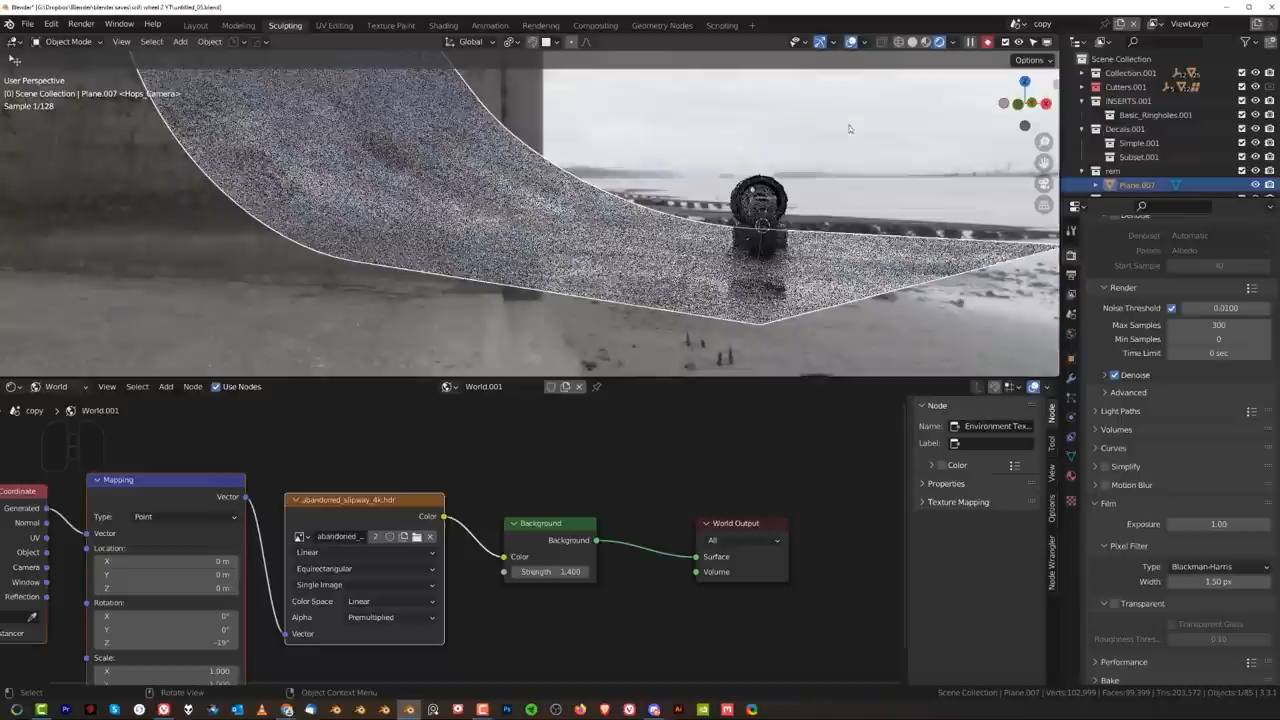 Blender* [G:\Dropbox\Blender\blender saves\scifi wheel 2 YT\untitled_05.blend]
File Edit Render Window Help Layout Modeling Sculpting UV Editing Texture Paint Shading Animation Rendering Compositing Geometry Nodes Scripting copy ViewLayer
Object Mode View Select Add Object Global
Options
User Perspective
(0) Scene Collection | Plane.007 <Hops_Camera>
Sample 1/128
Z
X
Scene Collection
Collection.001
Cutters.001
INSERTS.001
Basic_Ringholes.001
Decals.001
Simple.001
Subset.001
rem
Plane.007
Denoise
Denoiser Automatic
Passes Albedo
Start Sample
Render
Noise Threshold 0.0100
Max Samples 300
Min Samples 0
Time Limit 0 sec
Denoise
Advanced
Light Paths
Volumes
Curves
Simplify
Motion Blur
Film
Exposure 1.00
Pixel Filter
Type Blackman-Harris
Width 1.50 px
Transparent
Transparent Glass
Roughness Thres... 0.10
Performance
Bake
World View Select Add Node Use Nodes World.001
copy World.001
Coordinate
Generated
Normal
UV
Object
Camera
Window
Reflection
stancer
Mapping
Vector
Type: Point
Vector
Location:
X 0 m
Y 0 m
Z 0 m
Rotation:
X 0°
Y 0°
Z -19°
Scale:
X 1.000
Y 1.000
abandoned_slipway_4k.hdr
Color
abandoned_... 2
Linear
Equirectangular
Single Image
Color Space Linear
Alpha Premultiplied
Vector
Background
Background
Color
Strength 1.400
World Output
All
Surface
Volume
Node
Name: Environment Tex...
Label:
Color
Properties
Texture Mapping
Node
Tool
View
Options
Node Wrangler
Select Rotate View Object Context Menu Scene Collection | Plane.007 | Verts:102,999 | Faces:99,399 | Tris:203,572 | Objects:1/85 | 3.3.1